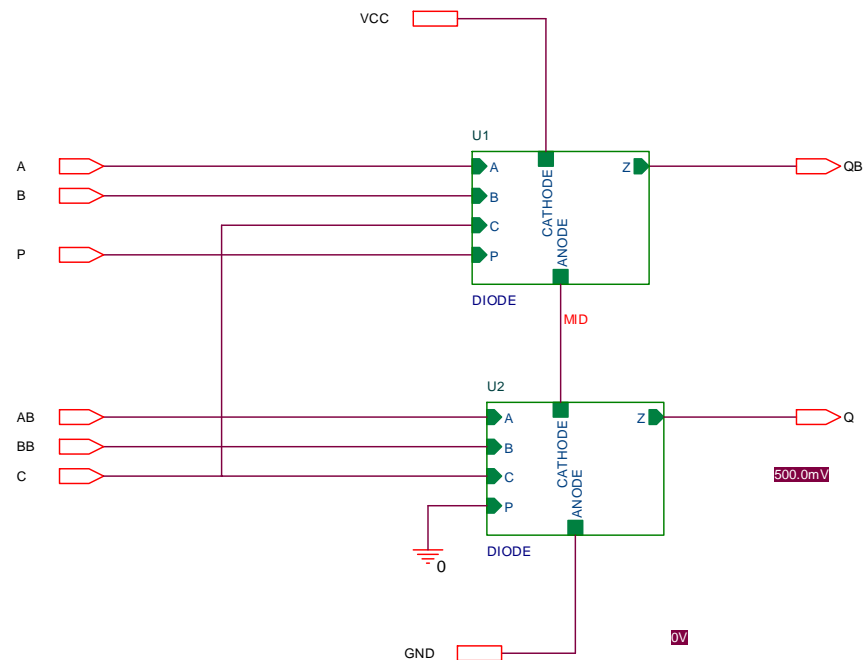 VCC
U1
A
A
Z
QB
B
B
C
P
P
CATHODE
ANODE
DIODE
MID
U2
AB
A
Z
Q
BB
B
C
C
500.0mV
P
CATHODE
ANODE
DIODE
0
0V
GND